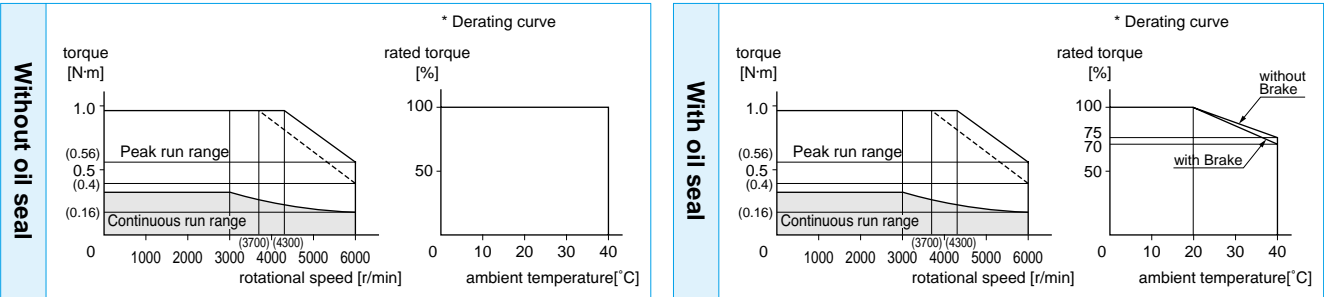 Without oil seal
* Derating curve
torque
[N·m]
1.0
(0.56)
0.5
(0.4)
(0.16)
0
Peak run range
Continuous run range
(3700) (4300)
1000 2000 3000 4000 5000 6000
rotational speed [r/min]
rated torque
[%]
100
50
0 10 20 30 40
ambient temperature[˚C]
With oil seal
* Derating curve
torque
[N·m]
1.0
(0.56)
0.5
(0.4)
(0.16)
0
Peak run range
Continuous run range
(3700) (4300)
1000 2000 3000 4000 5000 6000
rotational speed [r/min]
rated torque
[%]
without
Brake
100
75
70
with Brake
50
0 10 20 30 40
ambient temperature[˚C]